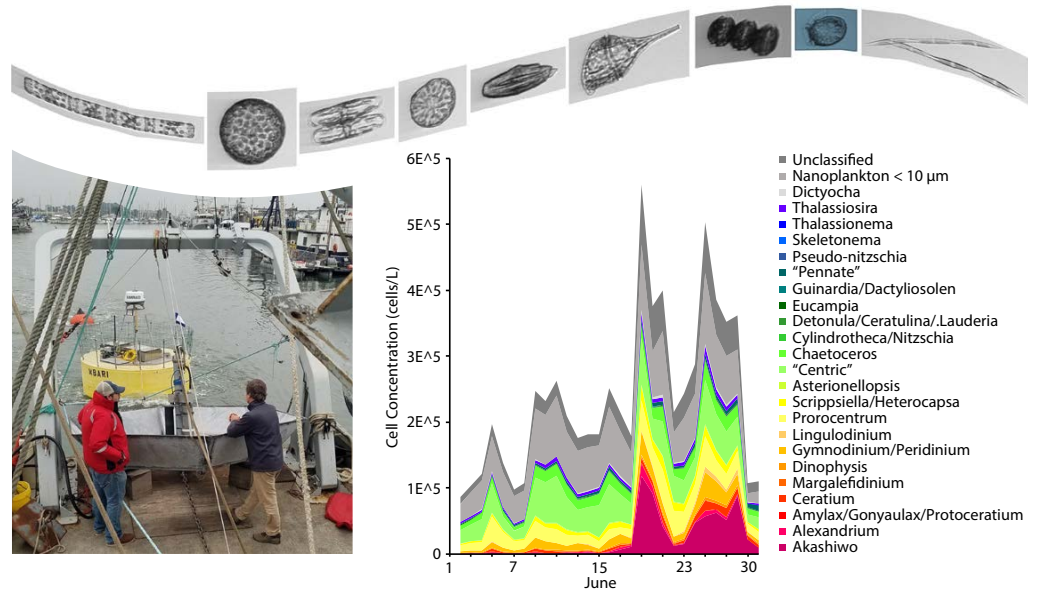 6E^5
5E^5
4E^5
3E^5
2E^5
1E^5
0
Cell Concentration (cells/L)
1
7
15
23
30
June
Unclassified
Nanoplankton < 10 µm
Dictyocha
Thalassiosira
Thalassionema
Skeletonema
Pseudo-nitzschia
“Pennate”
Guinardia/Dactyliosolen
Eucampia
Detonula/Ceratulina/.Lauderia
Cylindrotheca/Nitzschia
Chaetoceros
“Centric”
Asterionellopsis
Scrippsiella/Heterocapsa
Prorocentrum
Lingulodinium
Gymnodinium/Peridinium
Dinophysis
Margalefidinium
Ceratium
Amylax/Gonyaulax/Protoceratium
Alexandrium
Akashiwo
MBARI